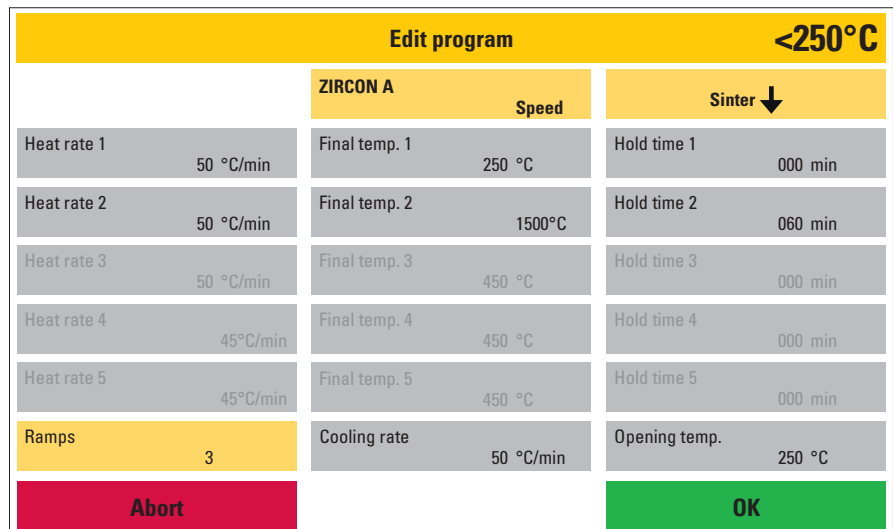 Edit program <250°C
ZIRCON A
Speed
Sinter
Heat rate 1
50 °C/min
Final temp. 1
250 °C
Hold time 1
000 min
Heat rate 2
50 °C/min
Final temp. 2
1500°C
Hold time 2
060 min
Heat rate 3
50 °C/min
Final temp. 3
450 °C
Hold time 3
000 min
Heat rate 4
45°C/min
Final temp. 4
450 °C
Hold time 4
000 min
Heat rate 5
45°C/min
Final temp. 5
450 °C
Hold time 5
000 min
Ramps
3
Cooling rate
50 °C/min
Opening temp.
250 °C
Abort
OK